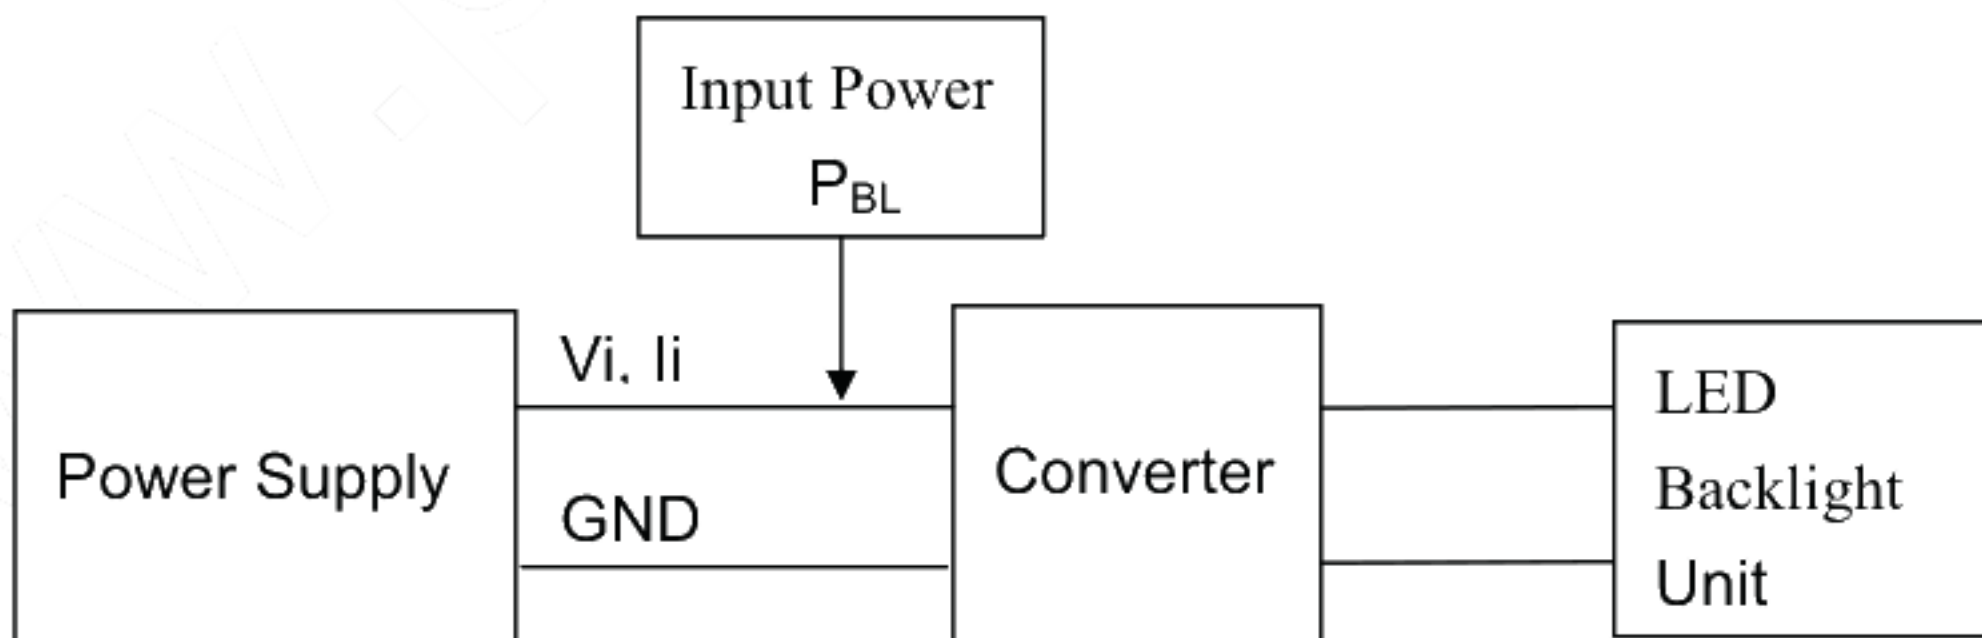 Input Power
PBL
Vi, Ii
Power Supply
GND
Converter
LED
Backlight
Unit